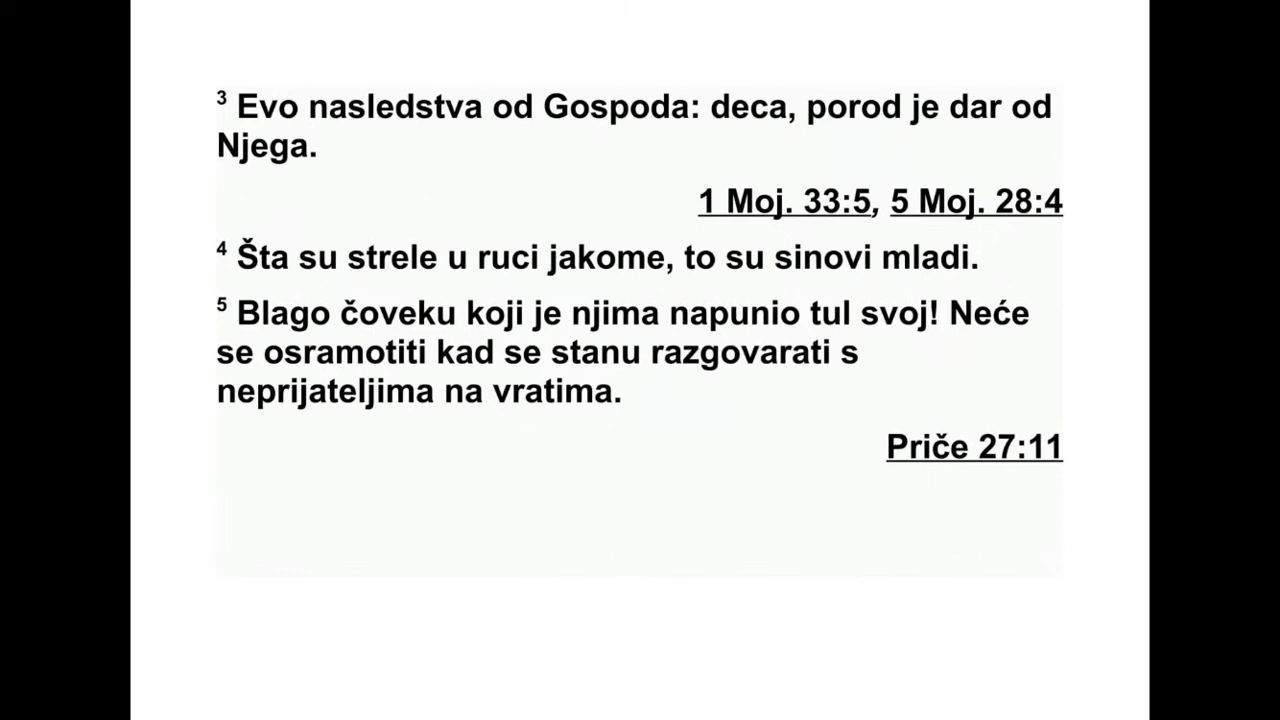 3 Evo nasledstva od Gospoda: deca, porod je dar od
Njega.
1 Moj. 33:5, 5 Moj. 28:4
4 Šta su strele u ruci jakome, to su sinovi mladi.
5 Blago čoveku koji je njima napunio tul svoj! Neće
se osramotiti kad se stanu razgovarati s
neprijateljima na vratima.
Priče 27:11